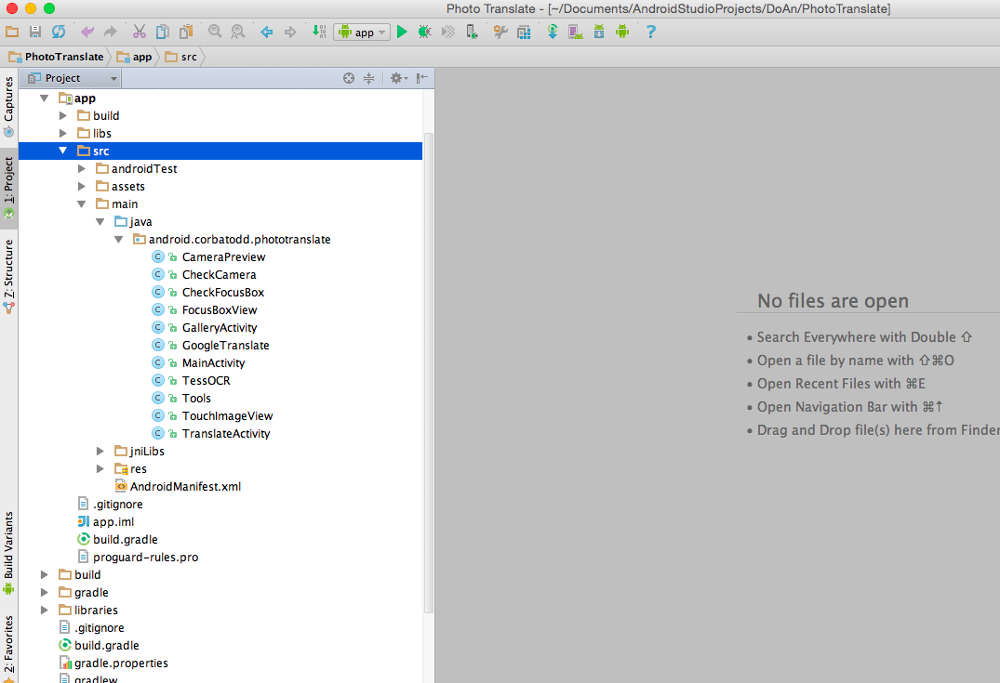 Photo Translate - [~/Documents/AndroidStudioProjects/DoAn/PhotoTranslate]
app
PhotoTranslate app src
Captures
1: Project
Z: Structure
Build Variants
2: Favorites
Project
app
build
libs
src
androidTest
assets
main
java
android.corbatodd.phototranslate
C CameraPreview
C CheckCamera
C CheckFocusBox
C FocusBoxView
C GalleryActivity
C GoogleTranslate
C MainActivity
C TessOCR
C Tools
C TouchImageView
C TranslateActivity
jniLibs
res
AndroidManifest.xml
.gitignore
app.iml
build.gradle
proguard-rules.pro
build
gradle
libraries
.gitignore
build.gradle
gradle.properties
gradlew
No files are open
• Search Everywhere with Double ⇧
• Open a file by name with ⇧⌘O
• Open Recent Files with ⌘E
• Open Navigation Bar with ⌘↑
• Drag and Drop file(s) here from Finder